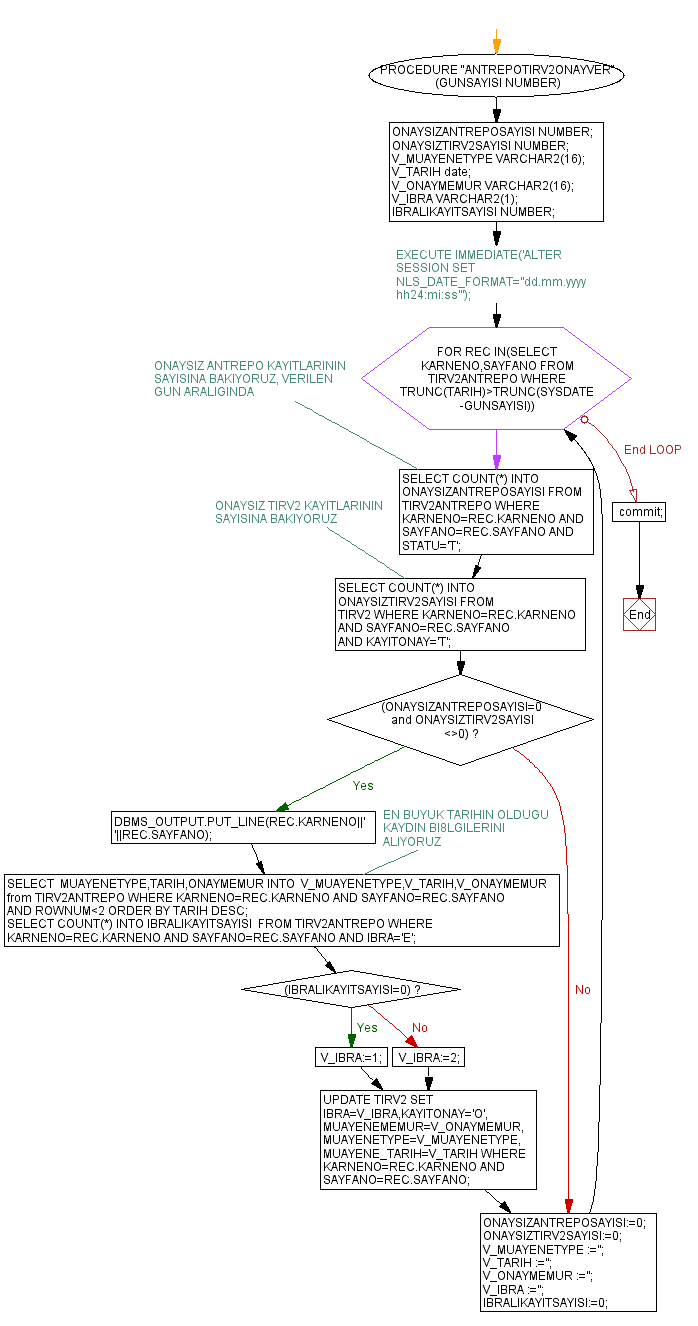 PROCEDURE "ANTREPOTIRV2ONAYVER"
(GUNSAYISI NUMBER)
ONAYSIZANTREPOSAYISI NUMBER;
ONAYSIZTIRV2SAYISI NUMBER;
V_MUAYENETYPE VARCHAR2(16);
V_TARIH date;
V_ONAYMEMUR VARCHAR2(16);
V_IBRA VARCHAR2(1);
IBRALIKAYITSAYISI NUMBER;
EXECUTE IMMEDIATE('ALTER
SESSION SET
NLS_DATE_FORMAT="dd.mm.yyyy
hh24:mi:ss"');
FOR REC IN(SELECT
KARNENO,SAYFANO FROM
TIRV2ANTREPO WHERE
TRUNC(TARIH)>TRUNC(SYSDATE
-GUNSAYISI))
ONAYSIZ ANTREPO KAYITLARININ
SAYISINA BAKIYORUZ, VERILEN
GUN ARALIGINDA
End LOOP
commit;
End
SELECT COUNT(*) INTO
ONAYSIZANTREPOSAYISI FROM
TIRV2ANTREPO WHERE
KARNENO=REC.KARNENO AND
SAYFANO=REC.SAYFANO AND
STATU='T';
ONAYSIZ TIRV2 KAYITLARININ
SAYISINA BAKIYORUZ
SELECT COUNT(*) INTO
ONAYSIZTIRV2SAYISI FROM
TIRV2 WHERE KARNENO=REC.KARNENO
AND SAYFANO=REC.SAYFANO
AND KAYITONAY='T';
(ONAYSIZANTREPOSAYISI=0
and ONAYSIZTIRV2SAYISI
<>0) ?
Yes
DBMS_OUTPUT.PUT_LINE(REC.KARNENO||'
'||REC.SAYFANO);
EN BUYUK TARIHIN OLDUGU
KAYDIN BI8LGILERINI
ALIYORUZ
SELECT  MUAYENETYPE,TARIH,ONAYMEMUR INTO  V_MUAYENETYPE,V_TARIH,V_ONAYMEMUR
from TIRV2ANTREPO WHERE KARNENO=REC.KARNENO AND SAYFANO=REC.SAYFANO
AND ROWNUM<2 ORDER BY TARIH DESC;
SELECT COUNT(*) INTO IBRALIKAYITSAYISI  FROM TIRV2ANTREPO WHERE
KARNENO=REC.KARNENO AND SAYFANO=REC.SAYFANO AND IBRA='E';
(IBRALIKAYITSAYISI=0) ?
No
Yes
No
V_IBRA:=1;
V_IBRA:=2;
UPDATE TIRV2 SET
IBRA=V_IBRA,KAYITONAY='O',
MUAYENEMEMUR=V_ONAYMEMUR,
MUAYENETYPE=V_MUAYENETYPE,
MUAYENE_TARIH=V_TARIH WHERE
KARNENO=REC.KARNENO AND
SAYFANO=REC.SAYFANO;
ONAYSIZANTREPOSAYISI:=0;
ONAYSIZTIRV2SAYISI:=0;
V_MUAYENETYPE :='';
V_TARIH :='';
V_ONAYMEMUR :='';
V_IBRA :='';
IBRALIKAYITSAYISI:=0;